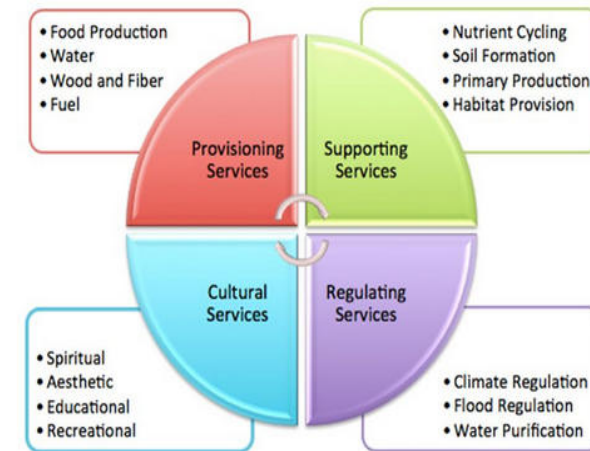 • Food Production
• Water
• Wood and Fiber
• Fuel
• Nutrient Cycling
• Soil Formation
• Primary Production
• Habitat Provision
Provisioning
Services
Supporting
Services
Cultural
Services
Regulating
Services
• Spiritual
• Aesthetic
• Educational
• Recreational
• Climate Regulation
• Flood Regulation
• Water Purification